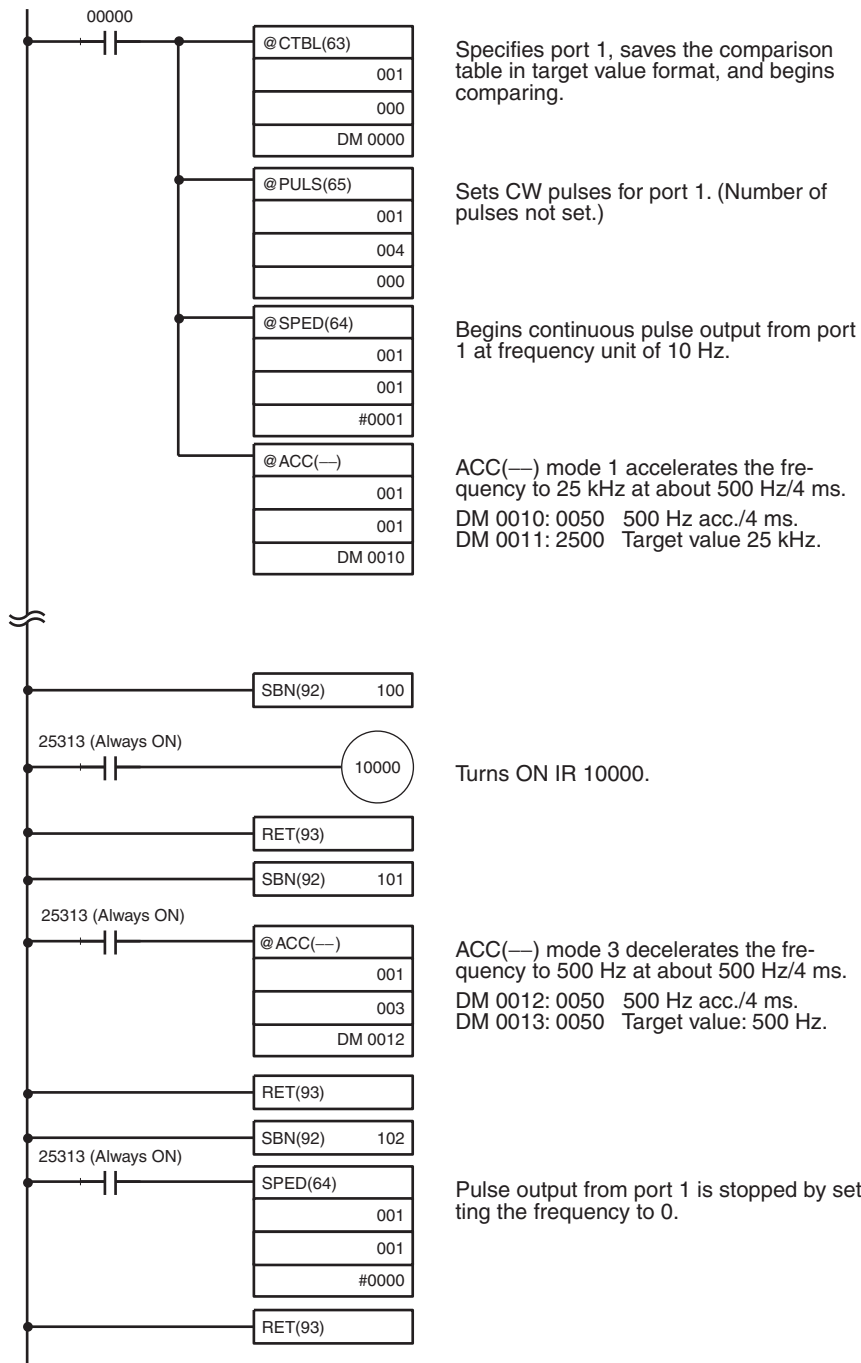 00000
@CTBL(63)
001
000
DM 0000
Specifies port 1, saves the comparison
table in target value format, and begins
comparing.
@PULS(65)
001
004
000
Sets CW pulses for port 1. (Number of
pulses not set.)
@SPED(64)
001
001
#0001
Begins continuous pulse output from port
1 at frequency unit of 10 Hz.
@ACC(––)
001
001
DM 0010
ACC(––) mode 1 accelerates the fre-
quency to 25 kHz at about 500 Hz/4 ms.
DM 0010: 0050 500 Hz acc./4 ms.
DM 0011: 2500 Target value 25 kHz.
SBN(92) 100
25313 (Always ON)
10000
Turns ON IR 10000.
RET(93)
SBN(92) 101
25313 (Always ON)
@ACC(––)
001
003
DM 0012
ACC(––) mode 3 decelerates the fre-
quency to 500 Hz at about 500 Hz/4 ms.
DM 0012: 0050 500 Hz acc./4 ms.
DM 0013: 0050 Target value: 500 Hz.
RET(93)
SBN(92) 102
25313 (Always ON)
SPED(64)
001
001
#0000
Pulse output from port 1 is stopped by set
ting the frequency to 0.
RET(93)